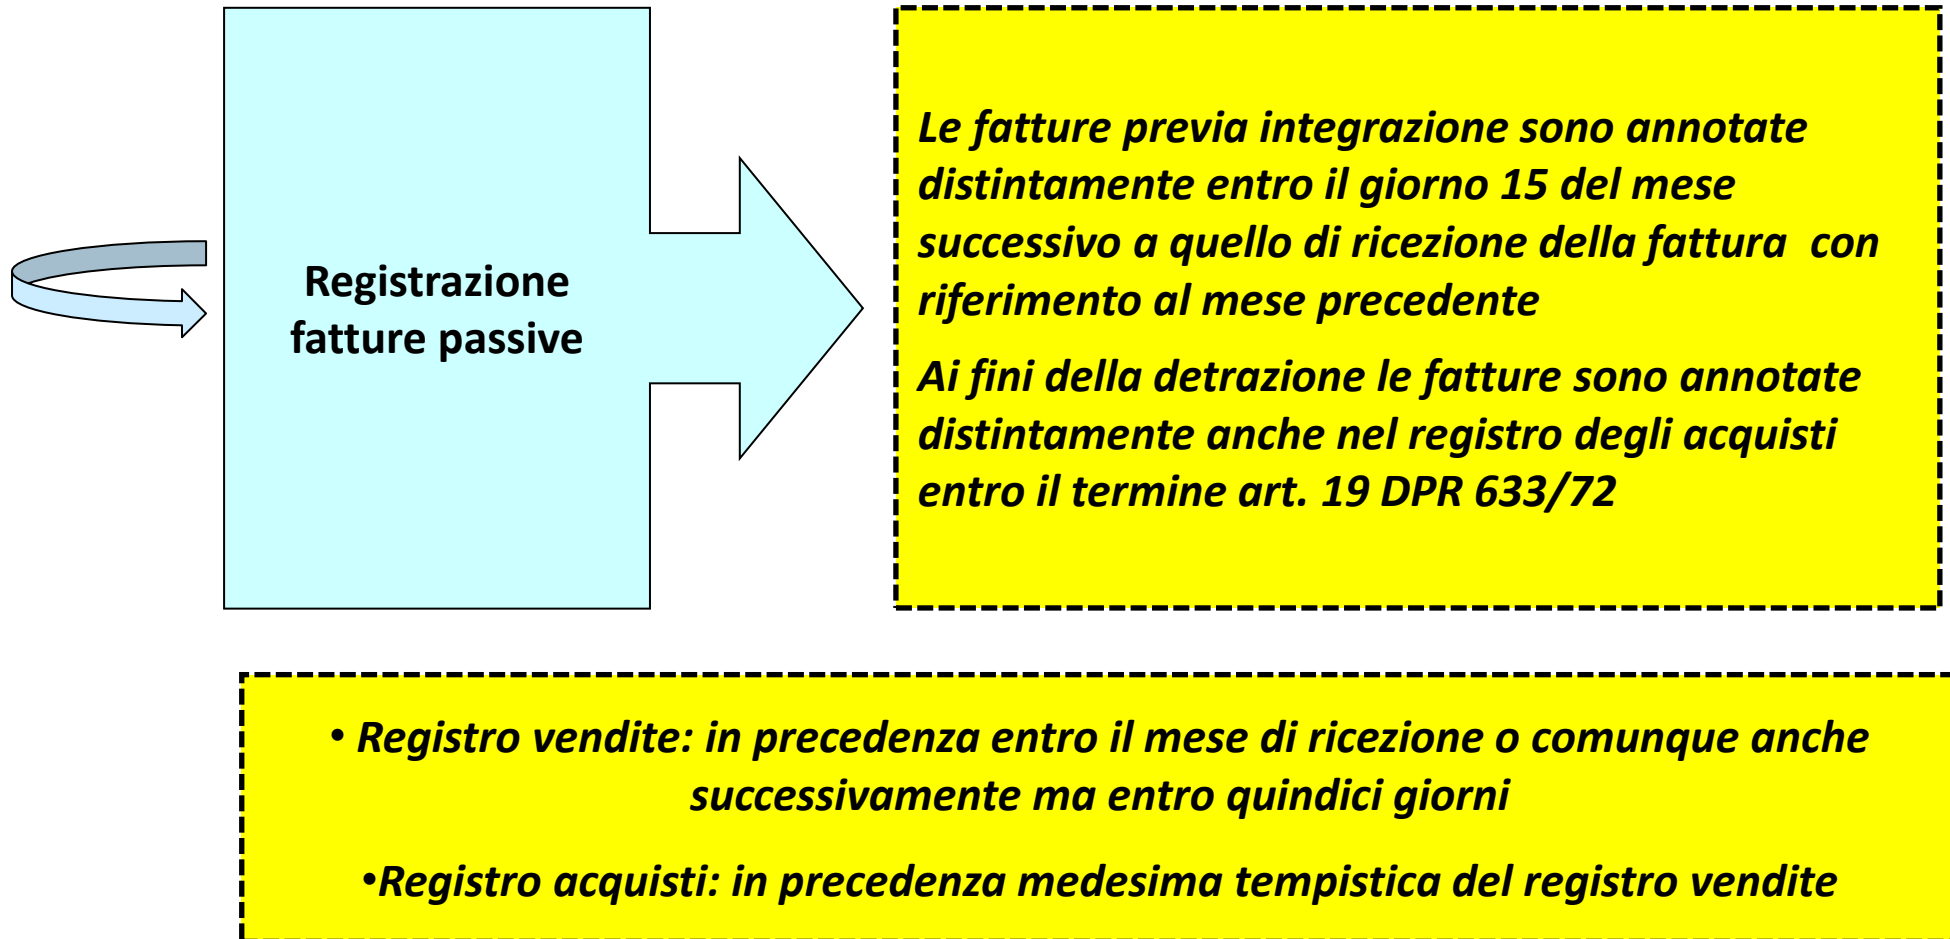 Registrazione
fatture passive
Le fatture previa integrazione sono annotate
distintamente entro il giorno 15 del mese
successivo a quello di ricezione della fattura  con
riferimento al mese precedente
Ai fini della detrazione le fatture sono annotate
distintamente anche nel registro degli acquisti
entro il termine art. 19 DPR 633/72
• Registro vendite: in precedenza entro il mese di ricezione o comunque anche
successivamente ma entro quindici giorni
•Registro acquisti: in precedenza medesima tempistica del registro vendite